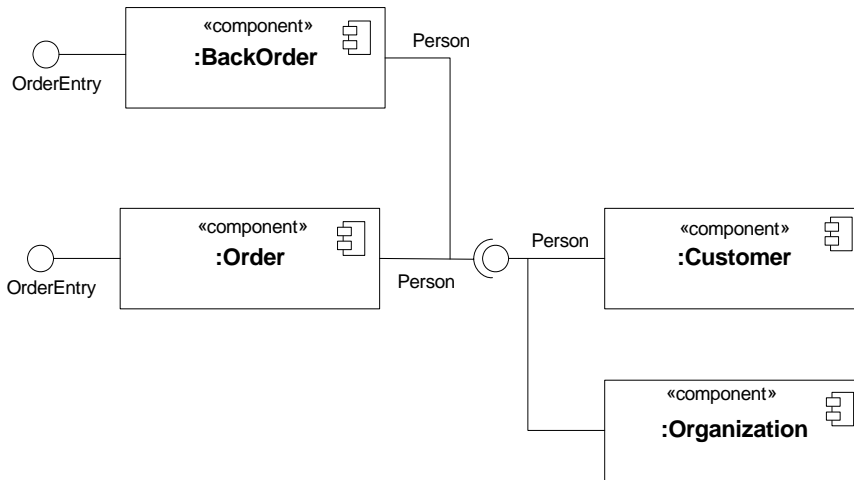 «component»
:BackOrder
Person
OrderEntry
«component»
:Order
Person
OrderEntry
Person
«component»
:Customer
«component»
:Organization